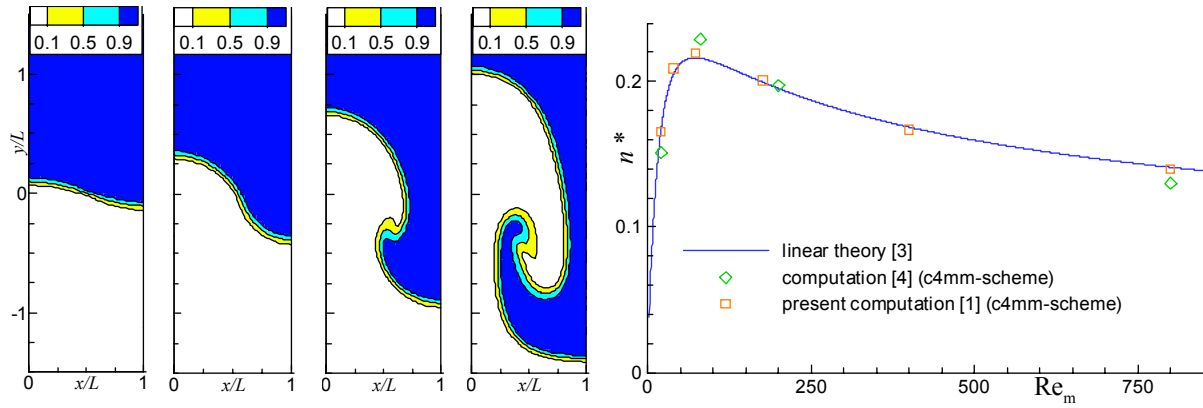 0.1 0.5 0.9
0.1 0.5 0.9
0.1 0.5 0.9
0.1 0.5 0.9
1
y/L
0
-1
0 x/L 1
0 x/L 1
0 x/L 1
0 x/L 1
0.2
n*
0.1
0
linear theory [3]
computation [4] (c4mm-scheme)
present computation [1] (c4mm-scheme)
0 250 500 Re_m 750